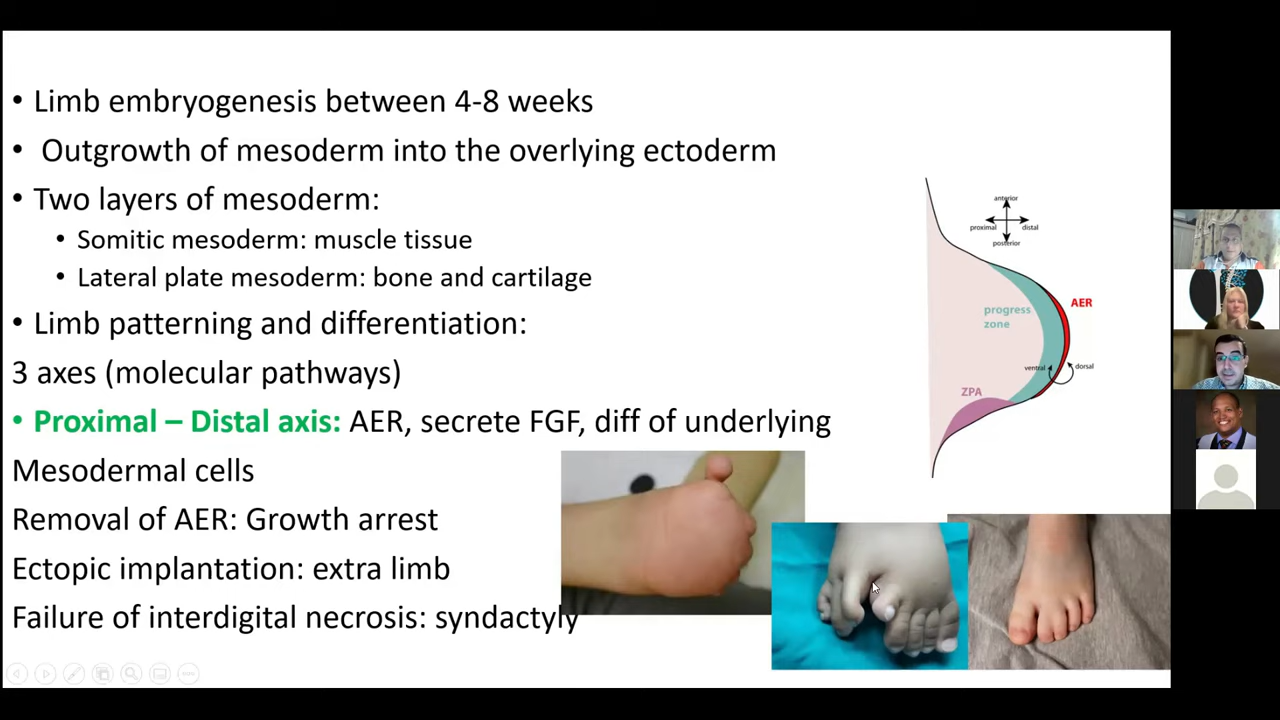 • Limb embryogenesis between 4-8 weeks
• Outgrowth of mesoderm into the overlying ectoderm
• Two layers of mesoderm:
• Somitic mesoderm: muscle tissue
• Lateral plate mesoderm: bone and cartilage
• Limb patterning and differentiation:
3 axes (molecular pathways)
• Proximal – Distal axis: AER, secrete FGF, diff of underlying
Mesodermal cells
Removal of AER: Growth arrest
Ectopic implantation: extra limb
Failure of interdigital necrosis: syndactyly
anterior
proximal
distal
posterior
progress
zone
AER
ventral
dorsal
ZPA